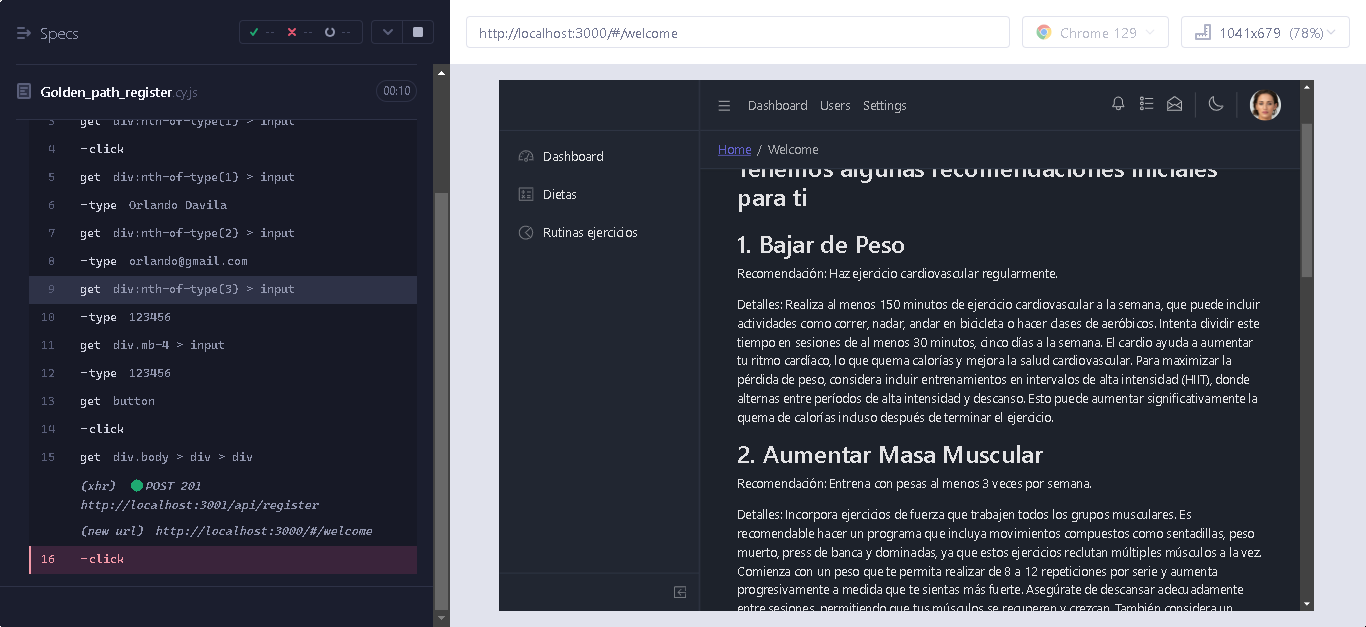 Specs
-- -- --
Golden_path_register.cy.js 00:10
3 get div:nth-of-type(1) > input
4 -click
5 get div:nth-of-type(1) > input
6 -type Orlando Davila
7 get div:nth-of-type(2) > input
8 -type orlando@gmail.com
9 get div:nth-of-type(3) > input
10 -type 123456
11 get div.mb-4 > input
12 -type 123456
13 get button
14 -click
15 get div.body > div > div
(xhr) POST 201
http://localhost:3001/api/register
(new url) http://localhost:3000/#/welcome
16 -click
http://localhost:3000/#/welcome
Chrome 129
1041x679 (78%)
Dashboard Users Settings
Home / Welcome
Dashboard
Dietas
Rutinas ejercicios
Tenemos algunas recomendaciones iniciales
para ti
1. Bajar de Peso
Recomendación: Haz ejercicio cardiovascular regularmente.
Detalles: Realiza al menos 150 minutos de ejercicio cardiovascular a la semana, que puede incluir
actividades como correr, nadar, andar en bicicleta o hacer clases de aeróbicos. Intenta dividir este
tiempo en sesiones de al menos 30 minutos, cinco días a la semana. El cardio ayuda a aumentar
tu ritmo cardíaco, lo que quema calorías y mejora la salud cardiovascular. Para maximizar la
pérdida de peso, considera incluir entrenamientos en intervalos de alta intensidad (HIIT), donde
alternas entre períodos de alta intensidad y descanso. Esto puede aumentar significativamente la
quema de calorías incluso después de terminar el ejercicio.
2. Aumentar Masa Muscular
Recomendación: Entrena con pesas al menos 3 veces por semana.
Detalles: Incorpora ejercicios de fuerza que trabajen todos los grupos musculares. Es
recomendable hacer un programa que incluya movimientos compuestos como sentadillas, peso
muerto, press de banca y dominadas, ya que estos ejercicios reclutan múltiples músculos a la vez.
Comienza con un peso que te permita realizar de 8 a 12 repeticiones por serie y aumenta
progresivamente a medida que te sientas más fuerte. Asegúrate de descansar adecuadamente
entre sesiones, permitiendo que tus músculos se recuperen y crezcan. También considera un